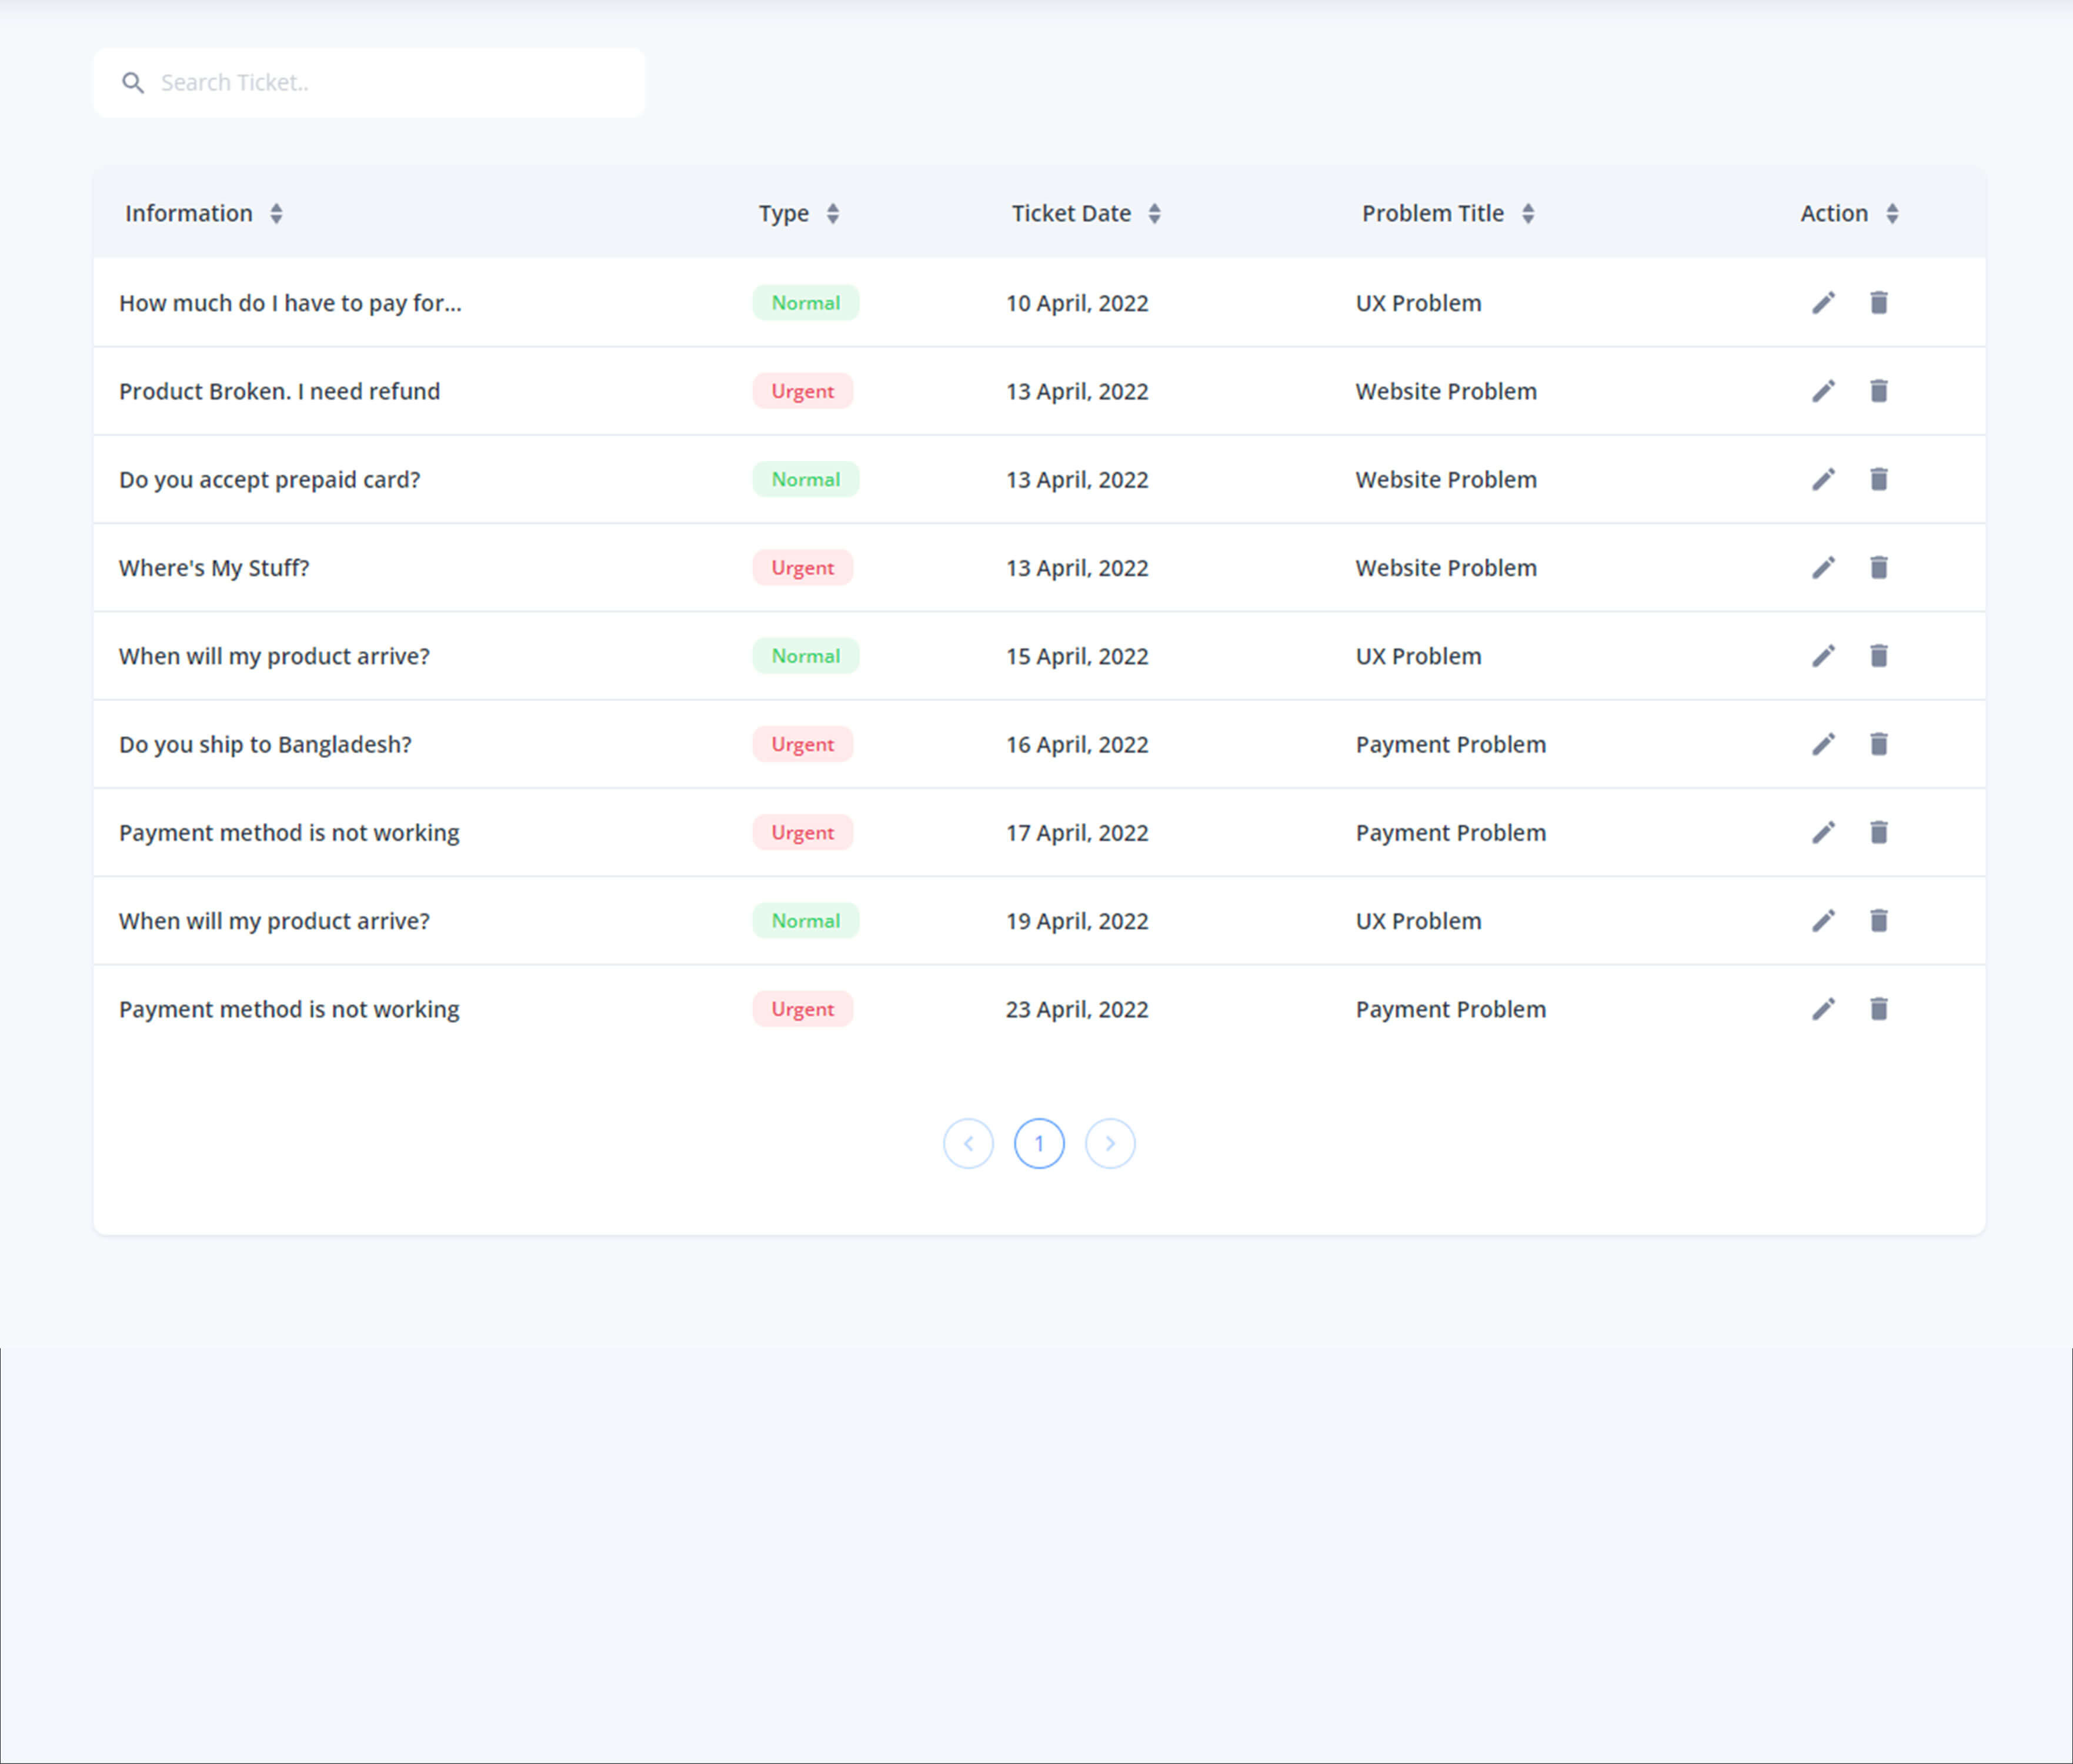 Search Ticket..
Information Type Ticket Date Problem Title Action
How much do I have to pay for... Normal 10 April, 2022 UX Problem
Product Broken. I need refund Urgent 13 April, 2022 Website Problem
Do you accept prepaid card? Normal 13 April, 2022 Website Problem
Where's My Stuff? Urgent 13 April, 2022 Website Problem
When will my product arrive? Normal 15 April, 2022 UX Problem
Do you ship to Bangladesh? Urgent 16 April, 2022 Payment Problem
Payment method is not working Urgent 17 April, 2022 Payment Problem
When will my product arrive? Normal 19 April, 2022 UX Problem
Payment method is not working Urgent 23 April, 2022 Payment Problem
1